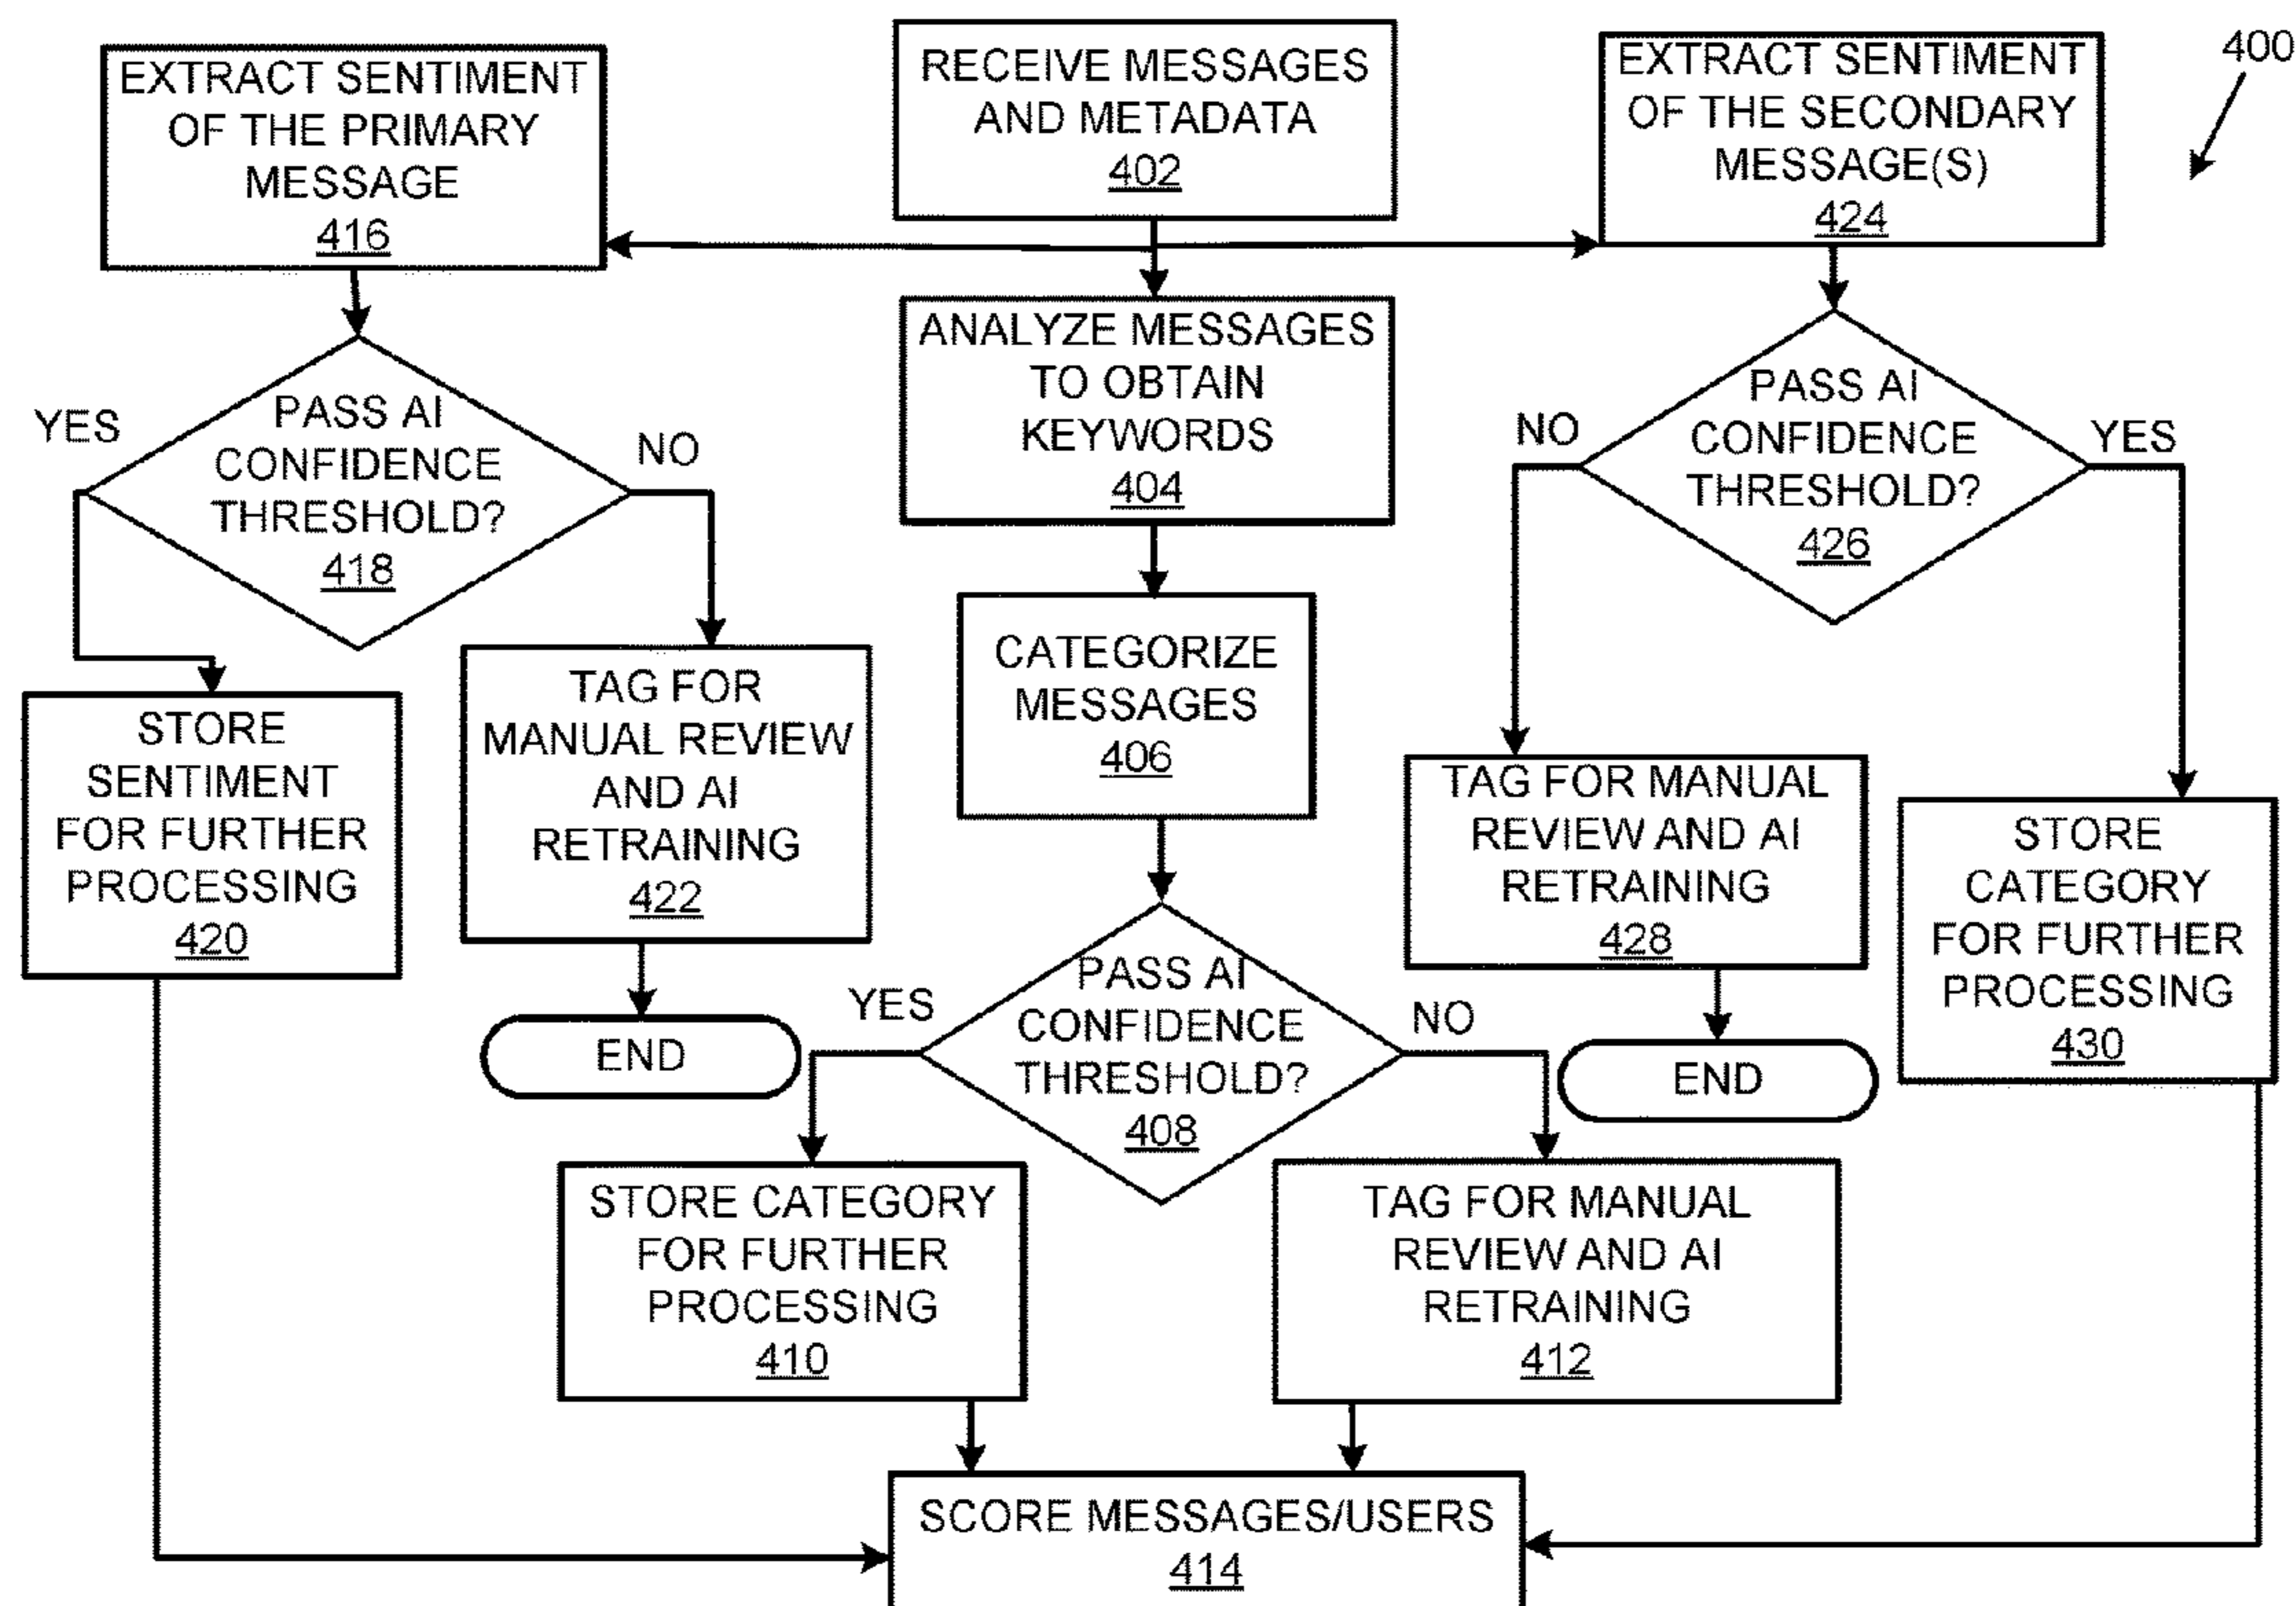 EXTRACT SENTIMENT
OF THE PRIMARY
MESSAGE
416
RECEIVE MESSAGES
AND METADATA
402
EXTRACT SENTIMENT
OF THE SECONDARY
MESSAGE(S)
424
400
PASS AI
CONFIDENCE
THRESHOLD?
418
YES
NO
ANALYZE MESSAGES
TO OBTAIN
KEYWORDS
404
PASS AI
CONFIDENCE
THRESHOLD?
426
NO
YES
STORE
SENTIMENT
FOR FURTHER
PROCESSING
420
TAG FOR
MANUAL REVIEW
AND AI
RETRAINING
422
END
CATEGORIZE
MESSAGES
406
TAG FOR MANUAL
REVIEW AND AI
RETRAINING
428
END
STORE
CATEGORY
FOR FURTHER
PROCESSING
430
PASS AI
CONFIDENCE
THRESHOLD?
408
YES
NO
STORE CATEGORY
FOR FURTHER
PROCESSING
410
TAG FOR MANUAL
REVIEW AND AI
RETRAINING
412
SCORE MESSAGES/USERS
414